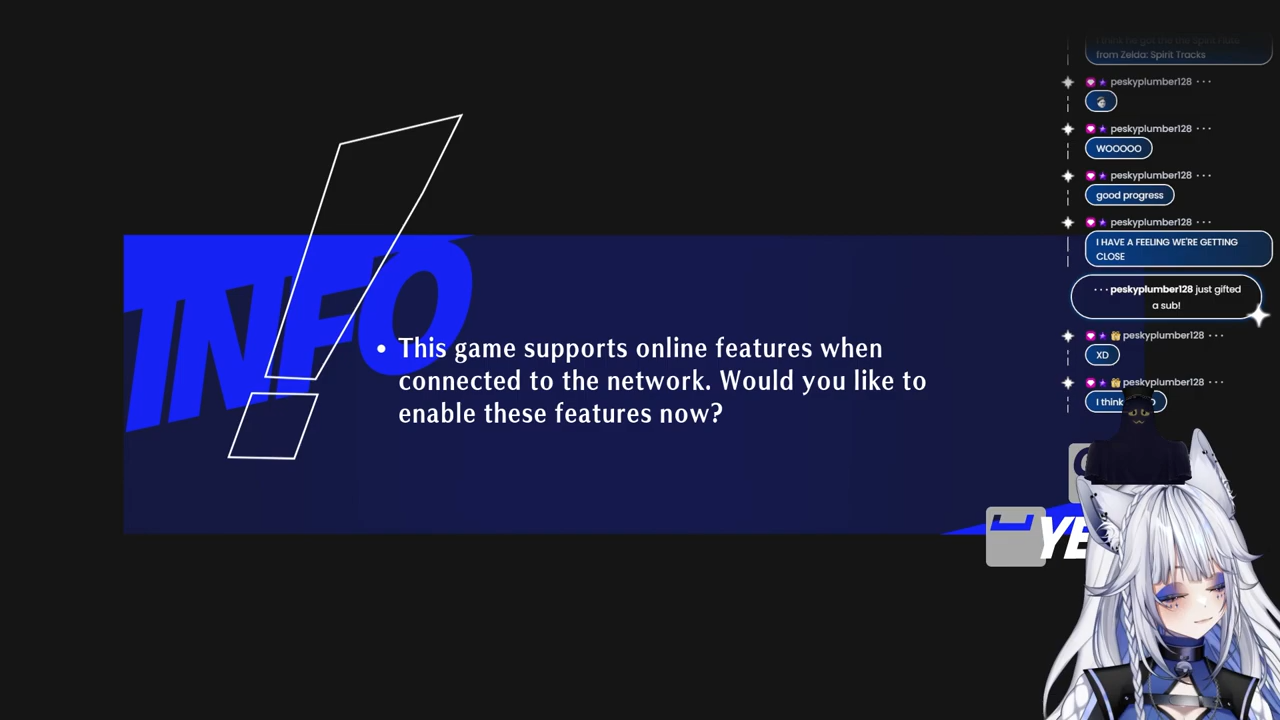 from Zelda: Spirit Tracks
peskyplumber128 ···
peskyplumber128 ···
WOOOOO
peskyplumber128 ···
good progress
peskyplumber128 ···
I HAVE A FEELING WE'RE GETTING
CLOSE
··· peskyplumber128 just gifted
a sub!
peskyplumber128 ···
XD
peskyplumber128 ···
I think
INFO
• This game supports online features when
connected to the network. Would you like to
enable these features now?